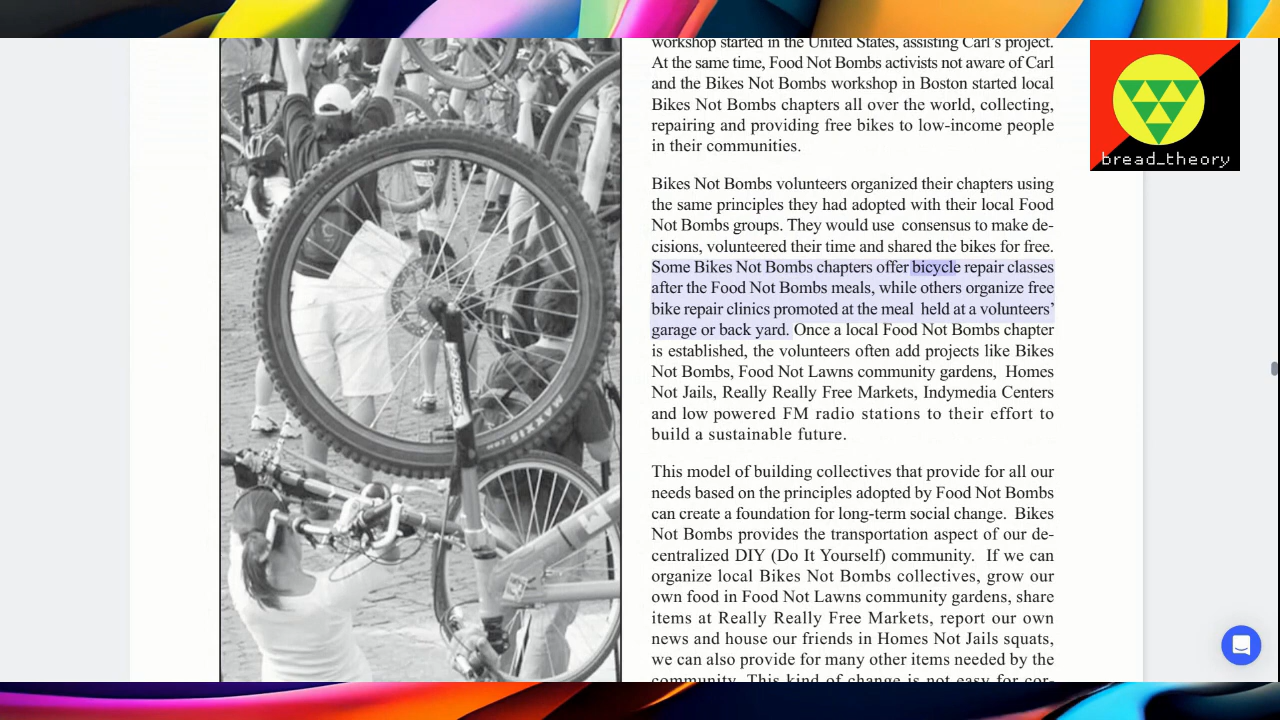 workshop started in the United States, assisting Carl's project.
At the same time, Food Not Bombs activists not aware of Carl
and the Bikes Not Bombs workshop in Boston started local
Bikes Not Bombs chapters all over the world, collecting,
repairing and providing free bikes to low-income people
in their communities.
Bikes Not Bombs volunteers organized their chapters using
the same principles they had adopted with their local Food
Not Bombs groups. They would use consensus to make de-
cisions, volunteered their time and shared the bikes for free.
Some Bikes Not Bombs chapters offer bicycle repair classes
after the Food Not Bombs meals, while others organize free
bike repair clinics promoted at the meal held at a volunteers'
garage or back yard. Once a local Food Not Bombs chapter
is established, the volunteers often add projects like Bikes
Not Bombs, Food Not Lawns community gardens, Homes
Not Jails, Really Really Free Markets, Indymedia Centers
and low powered FM radio stations to their effort to
build a sustainable future.
This model of building collectives that provide for all our
needs based on the principles adopted by Food Not Bombs
can create a foundation for long-term social change. Bikes
Not Bombs provides the transportation aspect of our de-
centralized DIY (Do It Yourself) community. If we can
organize local Bikes Not Bombs collectives, grow our
own food in Food Not Lawns community gardens, share
items at Really Really Free Markets, report our own
news and house our friends in Homes Not Jails squats,
we can also provide for many other items needed by the
community. This kind of change is not easy for cor-
bread_theory
MAXXIS